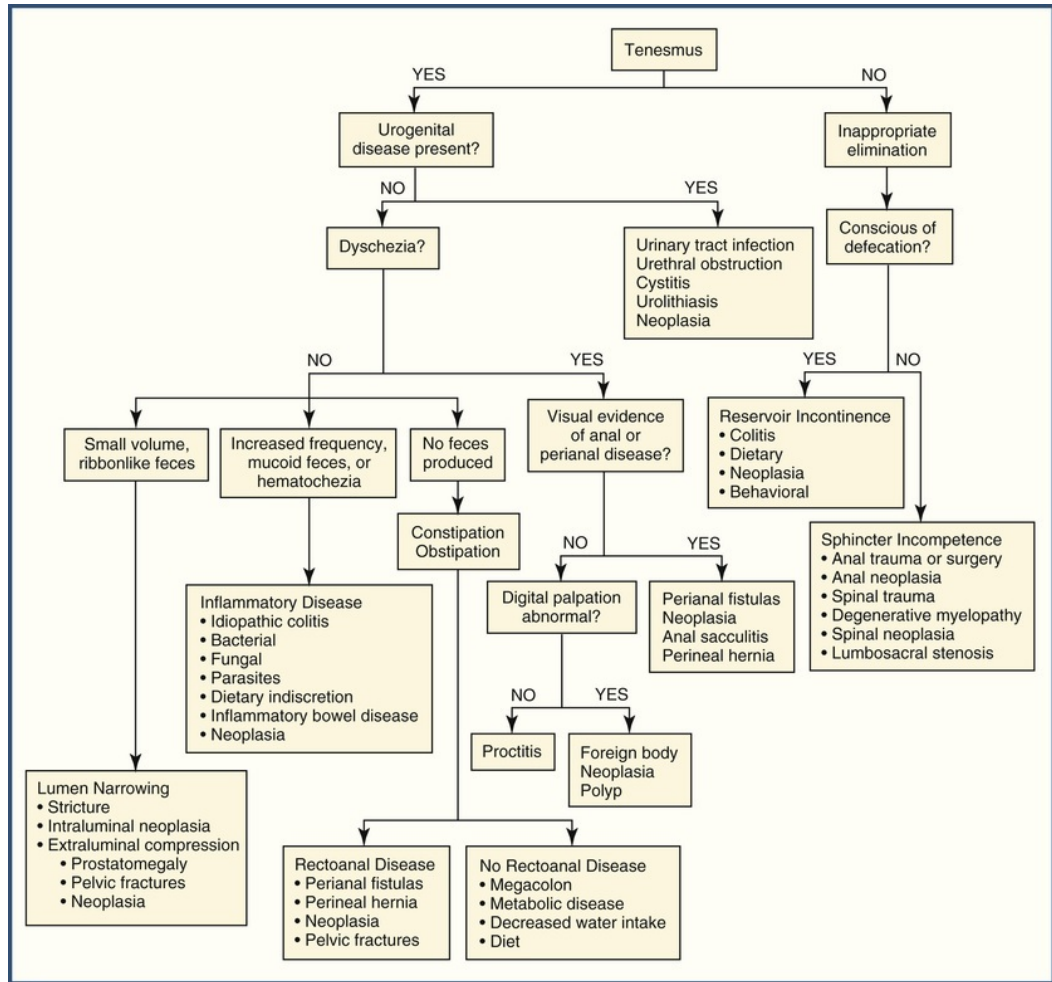 Tenesmus
YES
NO
Urogenital
disease present?
Inappropriate
elimination
NO
YES
Dyschezia?
Urinary tract infection
Urethral obstruction
Cystitis
Urolithiasis
Neoplasia
Conscious of
defecation?
NO
YES
YES
NO
Small volume,
ribbonlike feces
Increased frequency,
mucoid feces, or
hematochezia
No feces
produced
Visual evidence
of anal or
perianal disease?
Reservoir Incontinence
• Colitis
• Dietary
• Neoplasia
• Behavioral
Constipation
Obstipation
Sphincter Incompetence
• Anal trauma or surgery
• Anal neoplasia
• Spinal trauma
• Degenerative myelopathy
• Spinal neoplasia
• Lumbosacral stenosis
NO
YES
Inflammatory Disease
• Idiopathic colitis
• Bacterial
• Fungal
• Parasites
• Dietary indiscretion
• Inflammatory bowel disease
• Neoplasia
Digital palpation
abnormal?
Perianal fistulas
Neoplasia
Anal sacculitis
Perineal hernia
NO
YES
Proctitis
Foreign body
Neoplasia
Polyp
Lumen Narrowing
• Stricture
• Intraluminal neoplasia
• Extraluminal compression
• Prostatomegaly
• Pelvic fractures
• Neoplasia
Rectoanal Disease
• Perianal fistulas
• Perineal hernia
• Neoplasia
• Pelvic fractures
No Rectoanal Disease
• Megacolon
• Metabolic disease
• Decreased water intake
• Diet